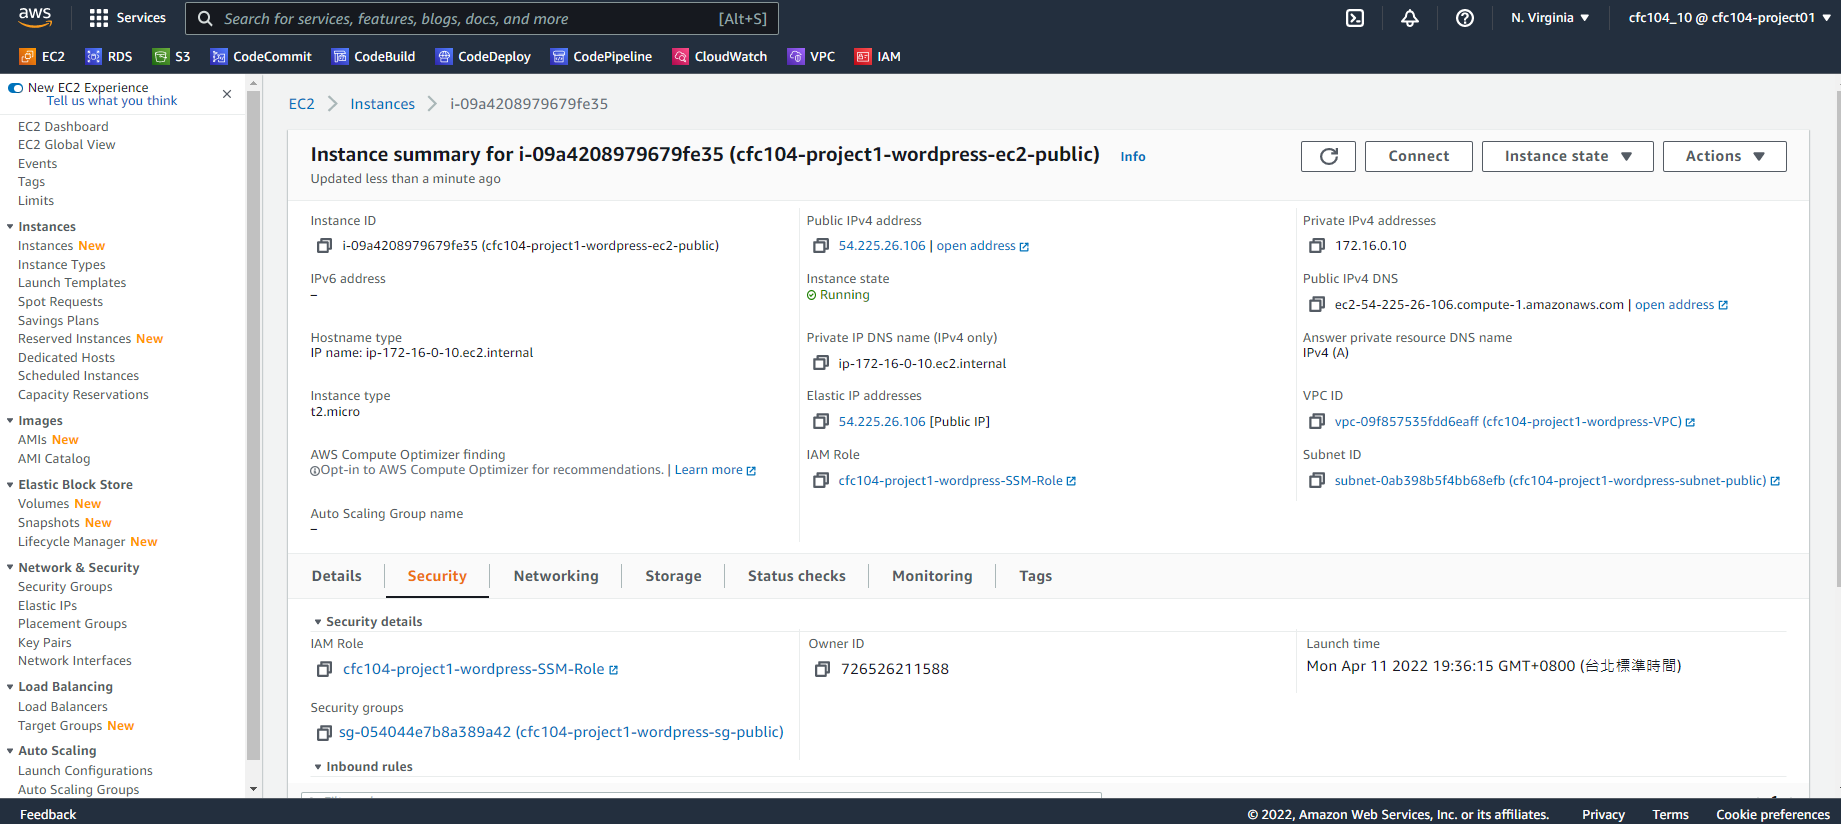 aws
Services
Search for services, features, blogs, docs, and more
[Alt+S]
N. Virginia ▼
cfc104_10 @ cfc104-project01 ▼
EC2
RDS
S3
CodeCommit
CodeBuild
CodeDeploy
CodePipeline
CloudWatch
VPC
IAM
New EC2 Experience
Tell us what you think
EC2 Dashboard
EC2 Global View
Events
Tags
Limits
Instances
Instances New
Instance Types
Launch Templates
Spot Requests
Savings Plans
Reserved Instances New
Dedicated Hosts
Scheduled Instances
Capacity Reservations
Images
AMIs New
AMI Catalog
Elastic Block Store
Volumes New
Snapshots New
Lifecycle Manager New
Network & Security
Security Groups
Elastic IPs
Placement Groups
Key Pairs
Network Interfaces
Load Balancing
Load Balancers
Target Groups New
Auto Scaling
Launch Configurations
Auto Scaling Groups
EC2 > Instances > i-09a4208979679fe35
Instance summary for i-09a4208979679fe35 (cfc104-project1-wordpress-ec2-public) Info
Updated less than a minute ago
Connect
Instance state ▼
Actions ▼
Instance ID
i-09a4208979679fe35 (cfc104-project1-wordpress-ec2-public)
Public IPv4 address
54.225.26.106 | open address
Private IPv4 addresses
172.16.0.10
IPv6 address
–
Instance state
Running
Public IPv4 DNS
ec2-54-225-26-106.compute-1.amazonaws.com | open address
Hostname type
IP name: ip-172-16-0-10.ec2.internal
Private IP DNS name (IPv4 only)
ip-172-16-0-10.ec2.internal
Answer private resource DNS name
IPv4 (A)
Instance type
t2.micro
Elastic IP addresses
54.225.26.106 [Public IP]
VPC ID
vpc-09f857535fdd6eaff (cfc104-project1-wordpress-VPC)
AWS Compute Optimizer finding
Opt-in to AWS Compute Optimizer for recommendations. | Learn more
IAM Role
cfc104-project1-wordpress-SSM-Role
Subnet ID
subnet-0ab398b5f4bb68efb (cfc104-project1-wordpress-subnet-public)
Auto Scaling Group name
–
Details
Security
Networking
Storage
Status checks
Monitoring
Tags
Security details
IAM Role
cfc104-project1-wordpress-SSM-Role
Owner ID
726526211588
Launch time
Mon Apr 11 2022 19:36:15 GMT+0800 (台北標準時間)
Security groups
sg-054044e7b8a389a42 (cfc104-project1-wordpress-sg-public)
Inbound rules
Feedback
© 2022, Amazon Web Services, Inc. or its affiliates.
Privacy
Terms
Cookie preferences